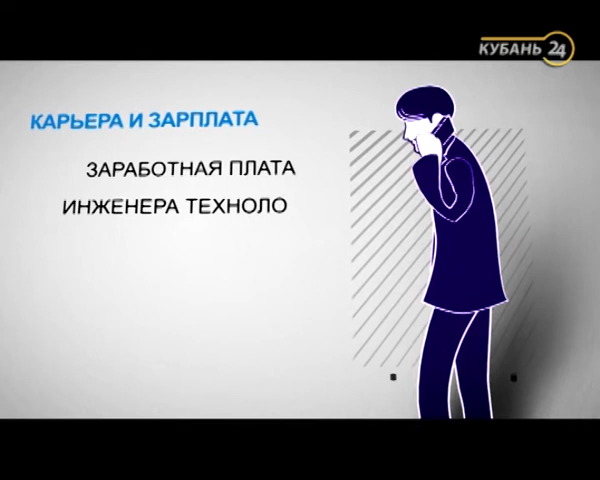 КУБАНЬ 24
КАРЬЕРА И ЗАРПЛАТА
ЗАРАБОТНАЯ ПЛАТА
ИНЖЕНЕРА ТЕХНОЛО